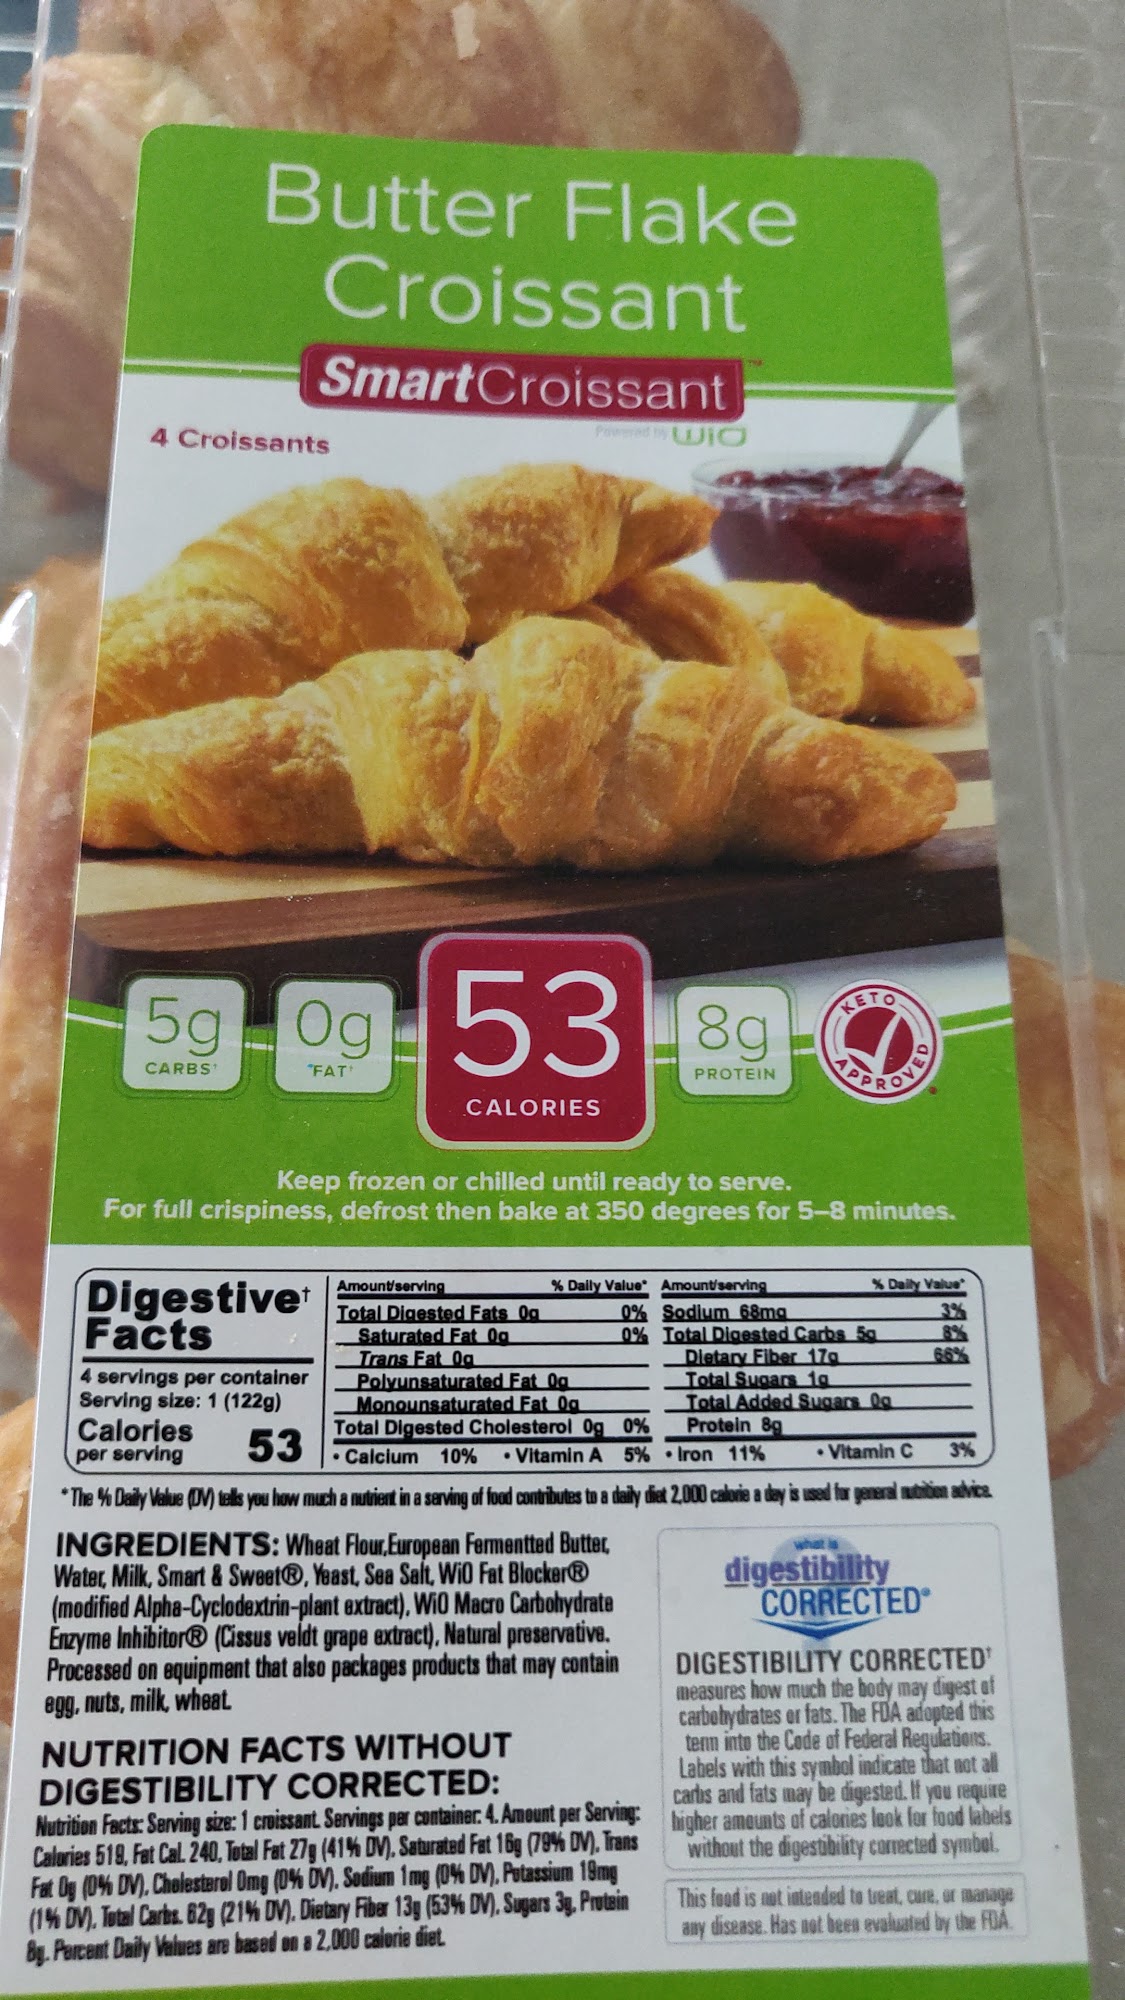 Butter Flake
Croissant
SmartCroissant™
Powered by WiO
4 Croissants
5g
CARBS†
0g
*FAT†
53
CALORIES
8g
PROTEIN
KETO
APPROVED
Keep frozen or chilled until ready to serve.
For full crispiness, defrost then bake at 350 degrees for 5–8 minutes.
Digestive†
Facts
4 servings per container
Serving size: 1 (122g)
Calories
per serving 53
Amount/serving % Daily Value*
Total Digested Fats 0g 0%
Saturated Fat 0g 0%
Trans Fat 0g
Polyunsaturated Fat 0g
Monounsaturated Fat 0g
Total Digested Cholesterol 0g 0%
Amount/serving % Daily Value*
Sodium 68mg 3%
Total Digested Carbs 5g 8%
Dietary Fiber 17g 66%
Total Sugars 1g
Total Added Sugars 0g
Protein 8g
• Calcium 10% • Vitamin A 5% • Iron 11% • Vitamin C 3%
*The % Daily Value (DV) tells you how much a nutrient in a serving of food contributes to a daily diet 2,000 calorie a day is used for general nutrition advice.
INGREDIENTS: Wheat Flour,European Fermentted Butter,
Water, Milk, Smart & Sweet®, Yeast, Sea Salt, WiO Fat Blocker®
(modified Alpha-Cyclodextrin-plant extract), WiO Macro Carbohydrate
Enzyme Inhibitor® (Cissus veldt grape extract), Natural preservative.
Processed on equipment that also packages products that may contain
egg, nuts, milk, wheat.
NUTRITION FACTS WITHOUT
DIGESTIBILITY CORRECTED:
Nutrition Facts: Serving size: 1 croissant. Servings per container: 4. Amount per Serving:
Calories 519, Fat Cal. 240, Total Fat 27g (41% DV), Saturated Fat 16g (79% DV), Trans
Fat 0g (0% DV), Cholesterol 0mg (0% DV), Sodium 1mg (0% DV), Potassium 19mg
(1% DV), Total Carbs. 62g (21% DV), Dietary Fiber 13g (53% DV), Sugars 3g, Protein
8g. Percent Daily Values are based on a 2,000 calorie diet.
what is
digestibility
CORRECTED®
DIGESTIBILITY CORRECTED†
measures how much the body may digest of
carbohydrates or fats. The FDA adopted this
term into the Code of Federal Regulations.
Labels with this symbol indicate that not all
carbs and fats may be digested. If you require
higher amounts of calories look for food labels
without the digestibility corrected symbol.
This food is not intended to treat, cure, or manage
any disease. Has not been evaluated by the FDA.